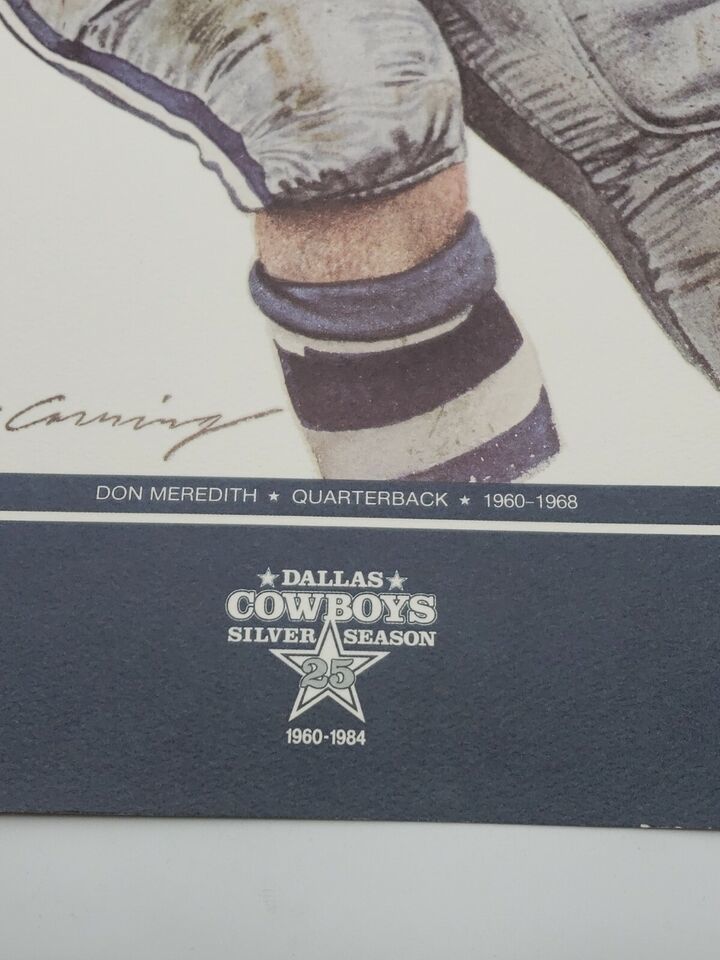 Corning
DON MEREDITH ★ QUARTERBACK ★ 1960–1968
★ DALLAS ★
COWBOYS
SILVER SEASON
25
1960-1984